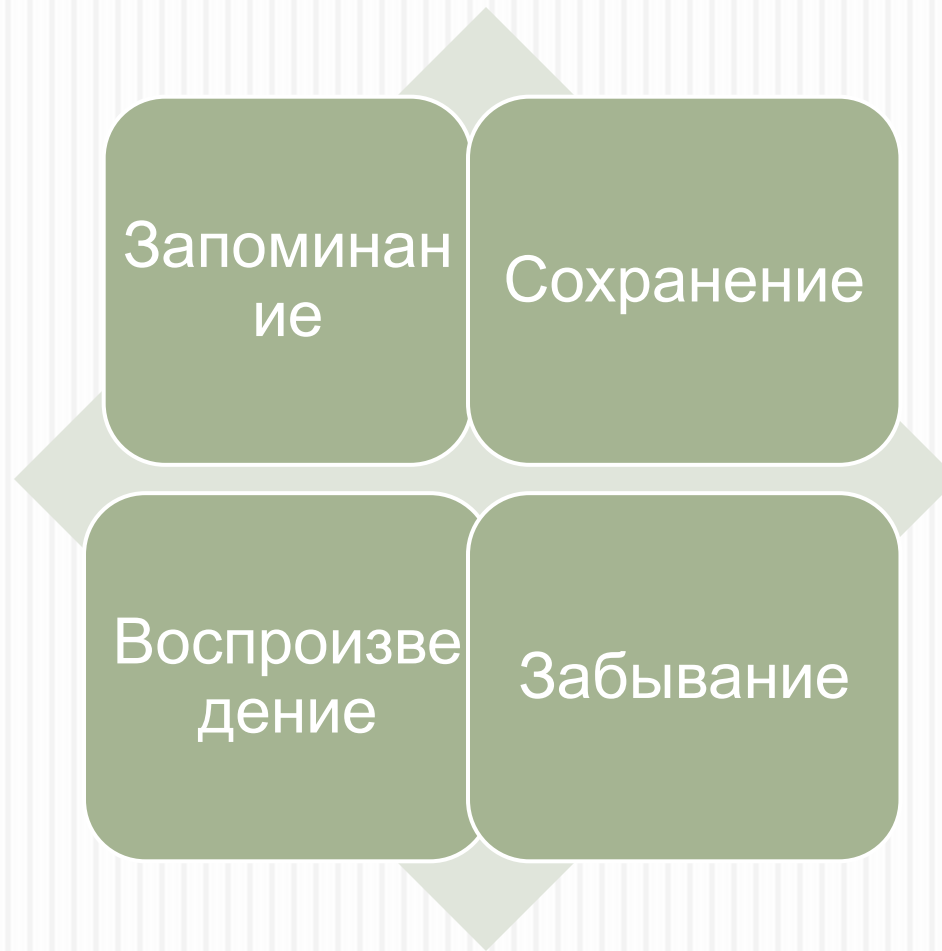 Запоминан
ие
Сохранение
Воспроизве
дение
Забывание